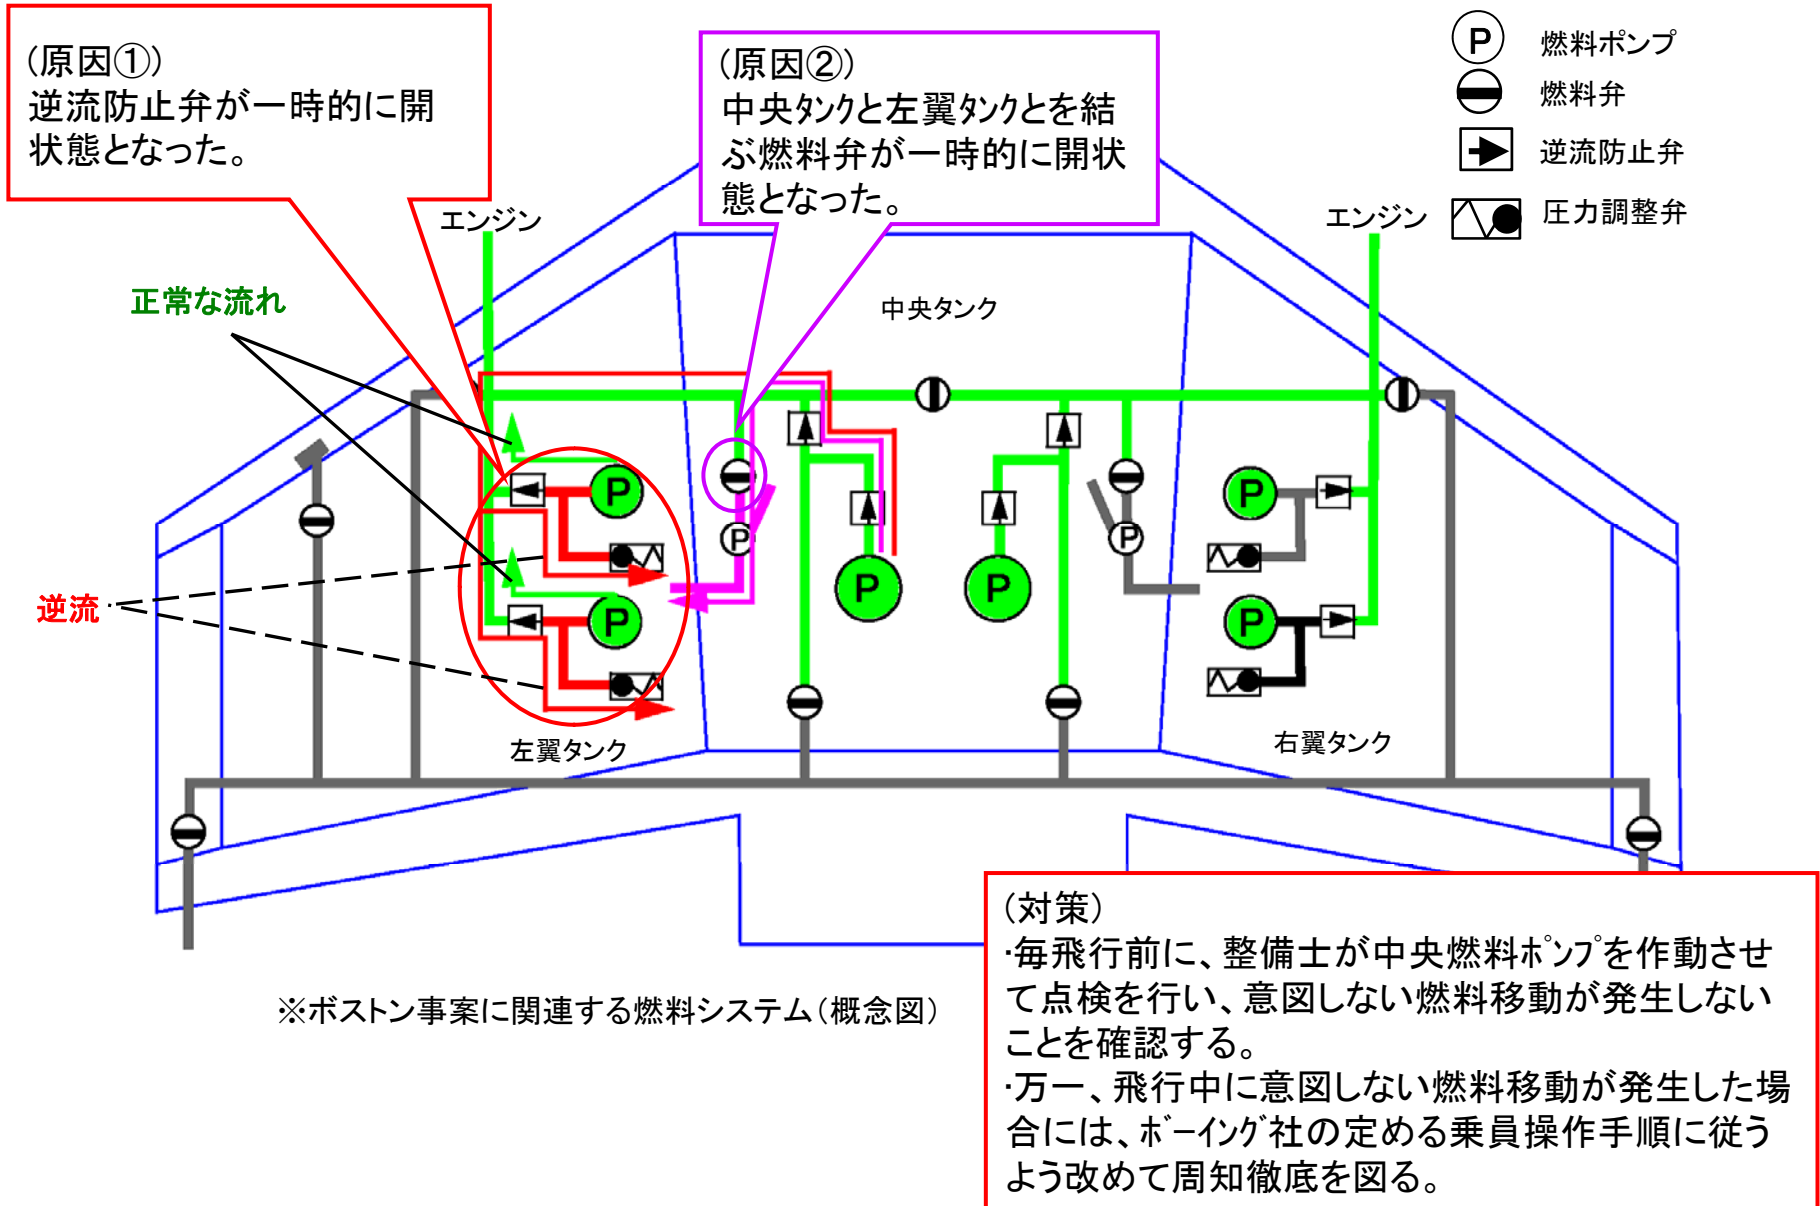 (原因①)
逆流防止弁が一時的に開
状態となった。
(原因②)
中央タンクと左翼タンクとを結
ぶ燃料弁が一時的に開状
態となった。
P 燃料ポンプ
燃料弁
逆流防止弁
圧力調整弁
エンジン
エンジン
正常な流れ
中央タンク
P
P
P
P
P
P
P
P
逆流
左翼タンク
右翼タンク
(対策)
・毎飛行前に、整備士が中央燃料ポンプを作動させ
て点検を行い、意図しない燃料移動が発生しない
ことを確認する。
・万一、飛行中に意図しない燃料移動が発生した場
合には、ボーイング社の定める乗員操作手順に従う
よう改めて周知徹底を図る。
※ボストン事案に関連する燃料システム(概念図)